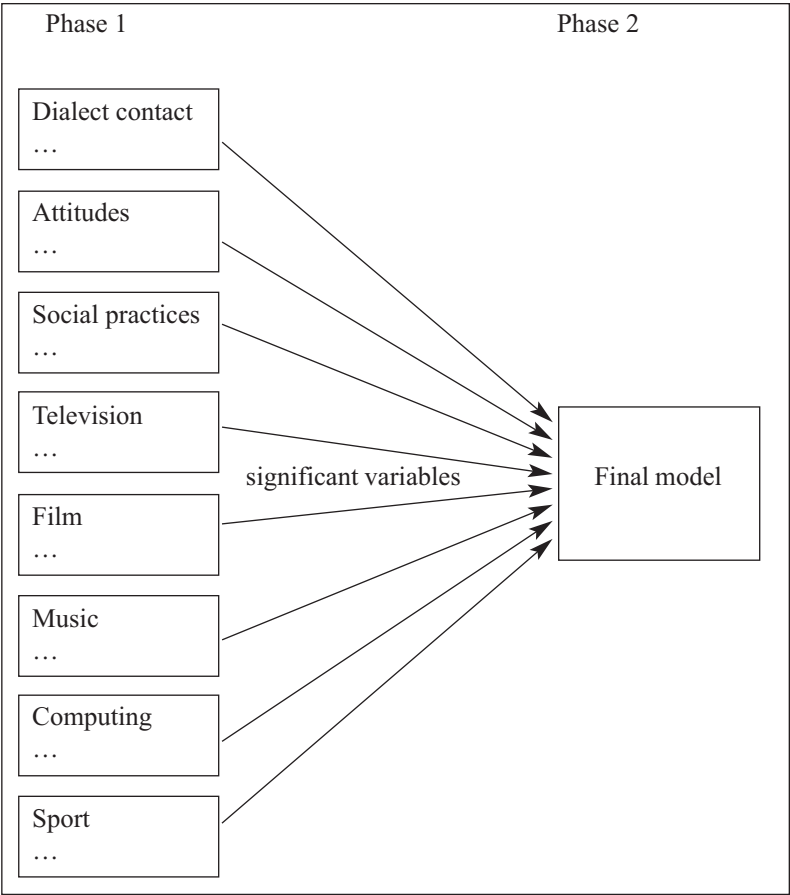 Phase 1
Phase 2
Dialect contact
…
Attitudes
…
Social practices
…
Television
…
Film
…
Music
…
Computing
…
Sport
…
significant variables
Final model